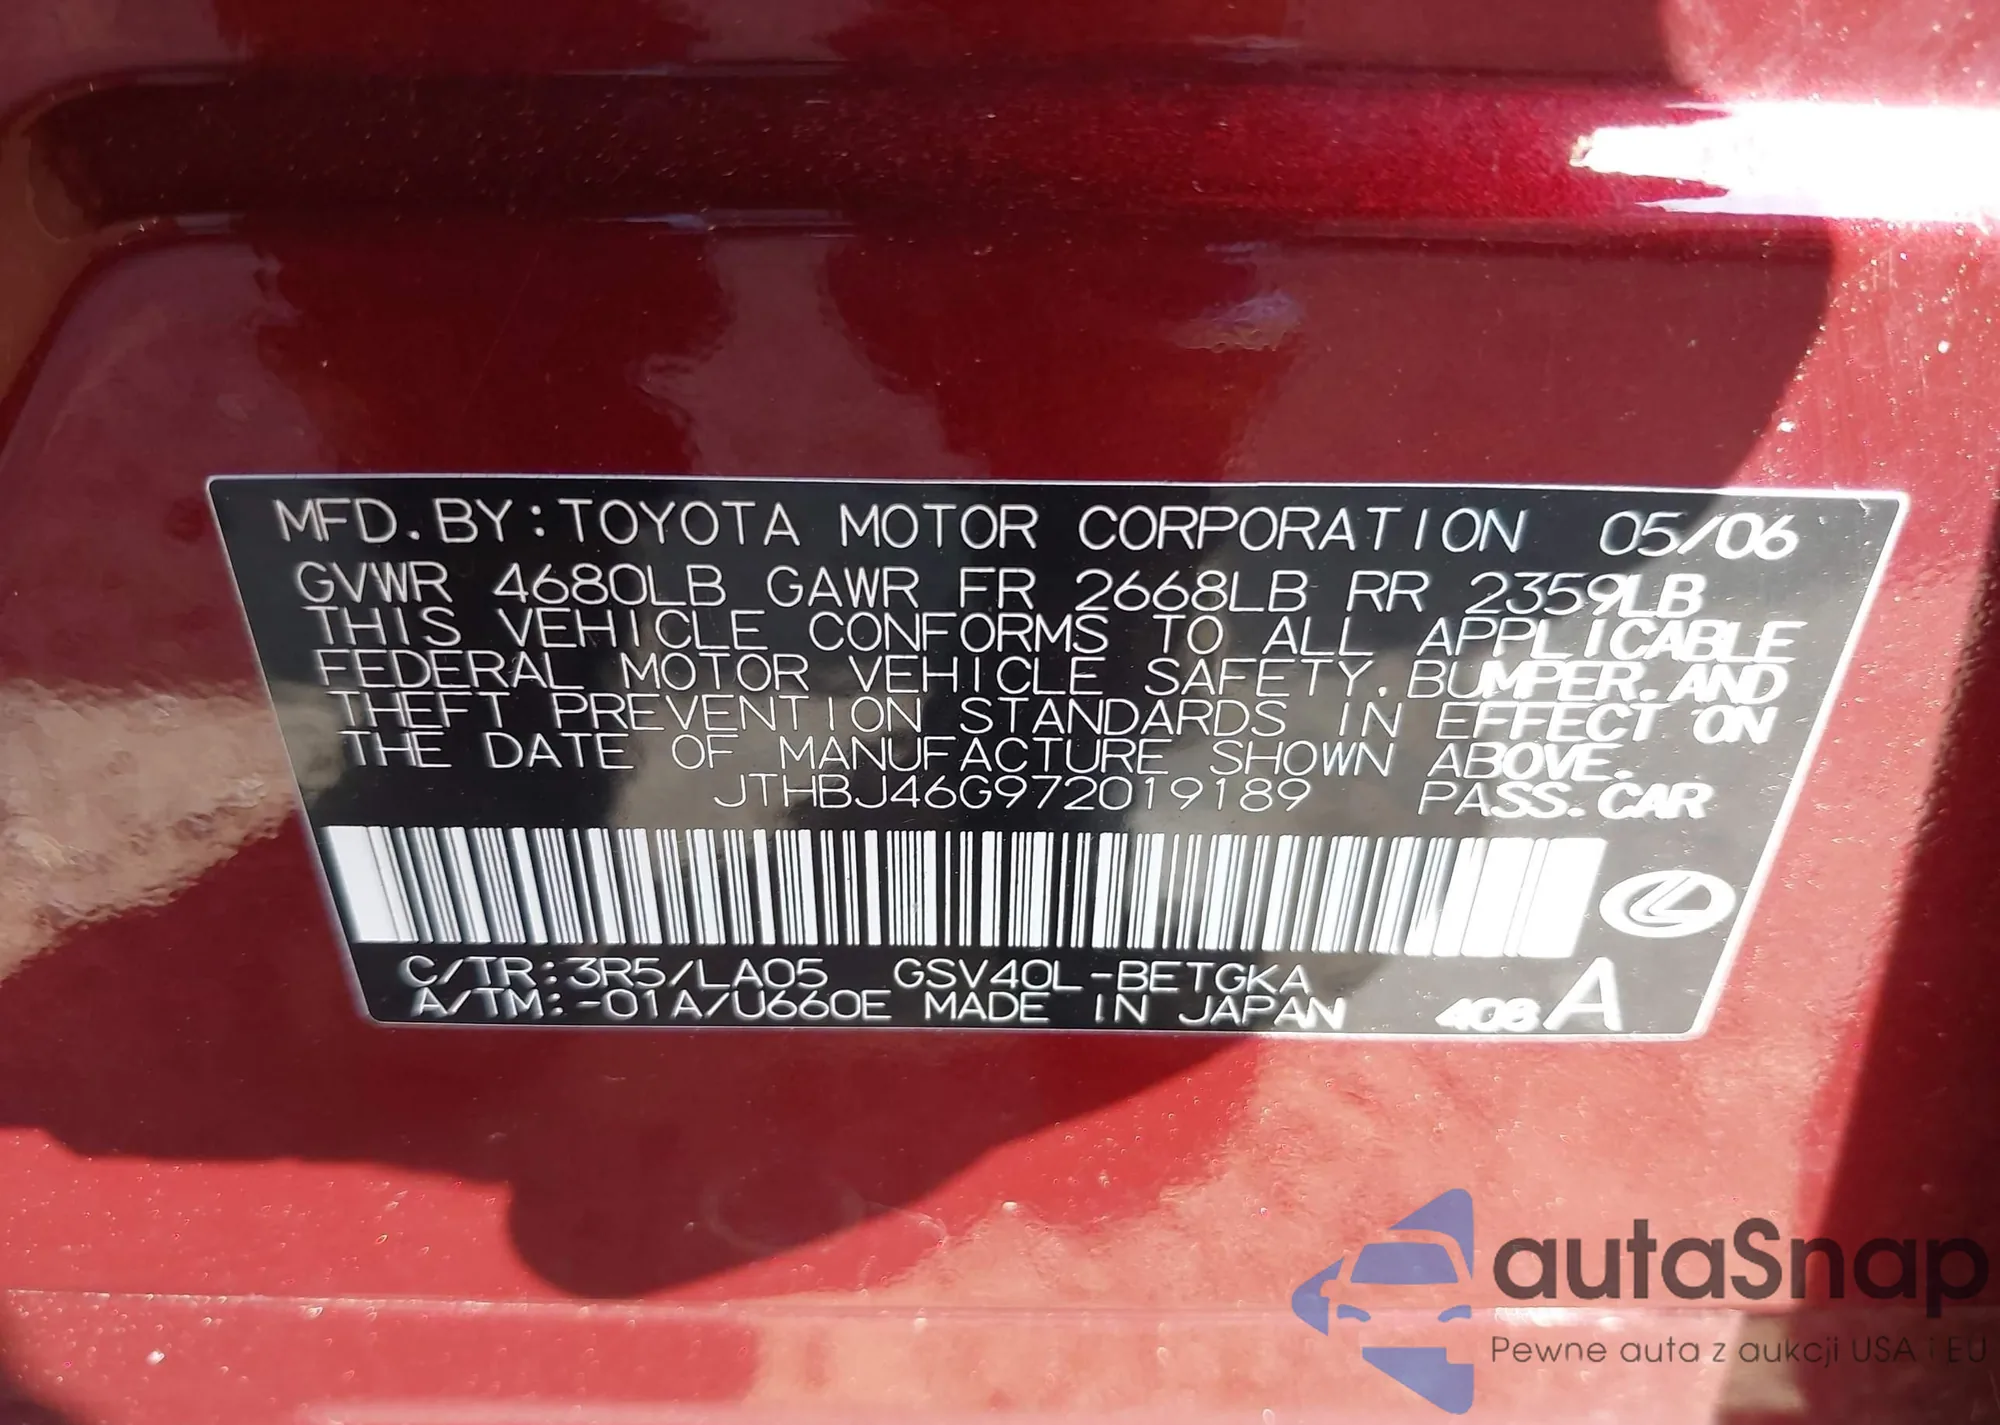 MFD. BY: TOYOTA MOTOR CORPORATION 05/06
GVWR 4680LB GAWR FR 2668LB RR 2359LB
THIS VEHICLE CONFORMS TO ALL APPLICABLE
FEDERAL MOTOR VEHICLE SAFETY. BUMPER. AND
THEFT PREVENTION STANDARDS IN EFFECT ON
THE DATE OF MANUFACTURE SHOWN ABOVE.
JTHBJ46G972019189 PASS. CAR
C/TR: 3R5/LA05 GSV40L-BETGKA
A/TM: -01A/U660E MADE IN JAPAN 408 A
autaSnap
Pewne auta z aukcji USA i EU